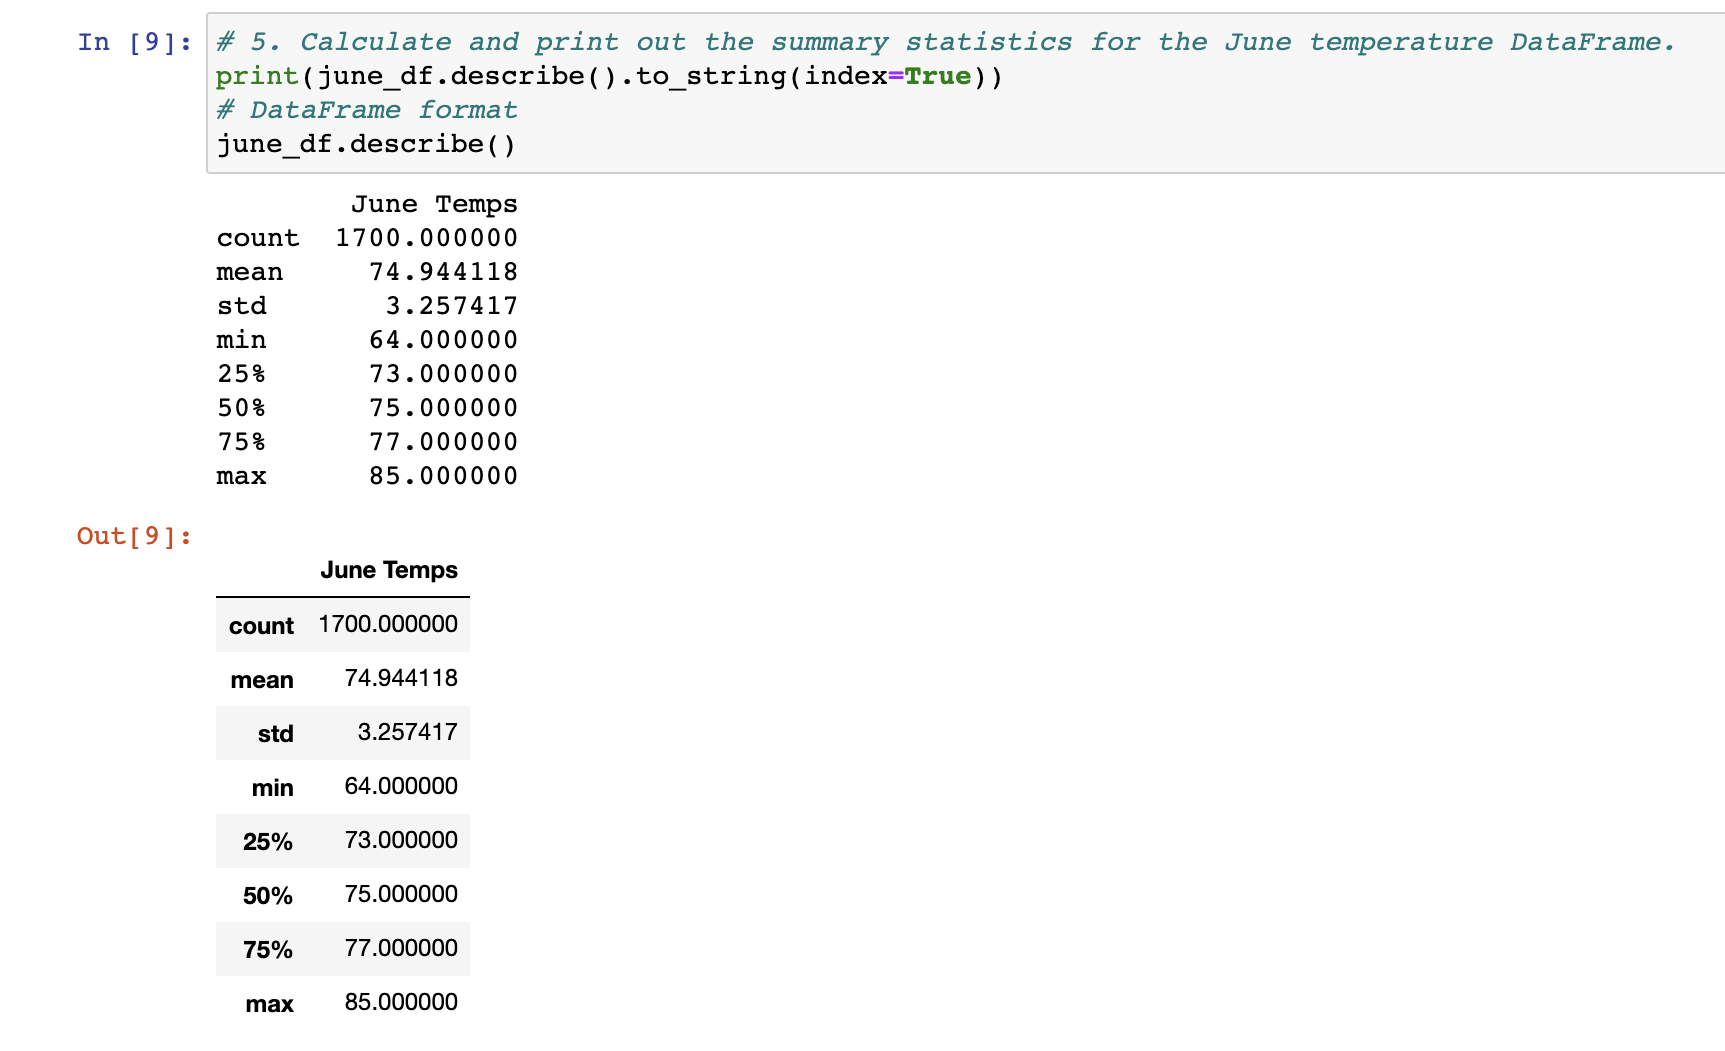 In [9]:
# 5. Calculate and print out the summary statistics for the June temperature DataFrame.
print(june_df.describe().to_string(index=True))
# DataFrame format
june_df.describe()
June Temps
count 1700.000000
mean 74.944118
std 3.257417
min 64.000000
25% 73.000000
50% 75.000000
75% 77.000000
max 85.000000
Out[9]:
June Temps
count 1700.000000
mean 74.944118
std 3.257417
min 64.000000
25% 73.000000
50% 75.000000
75% 77.000000
max 85.000000